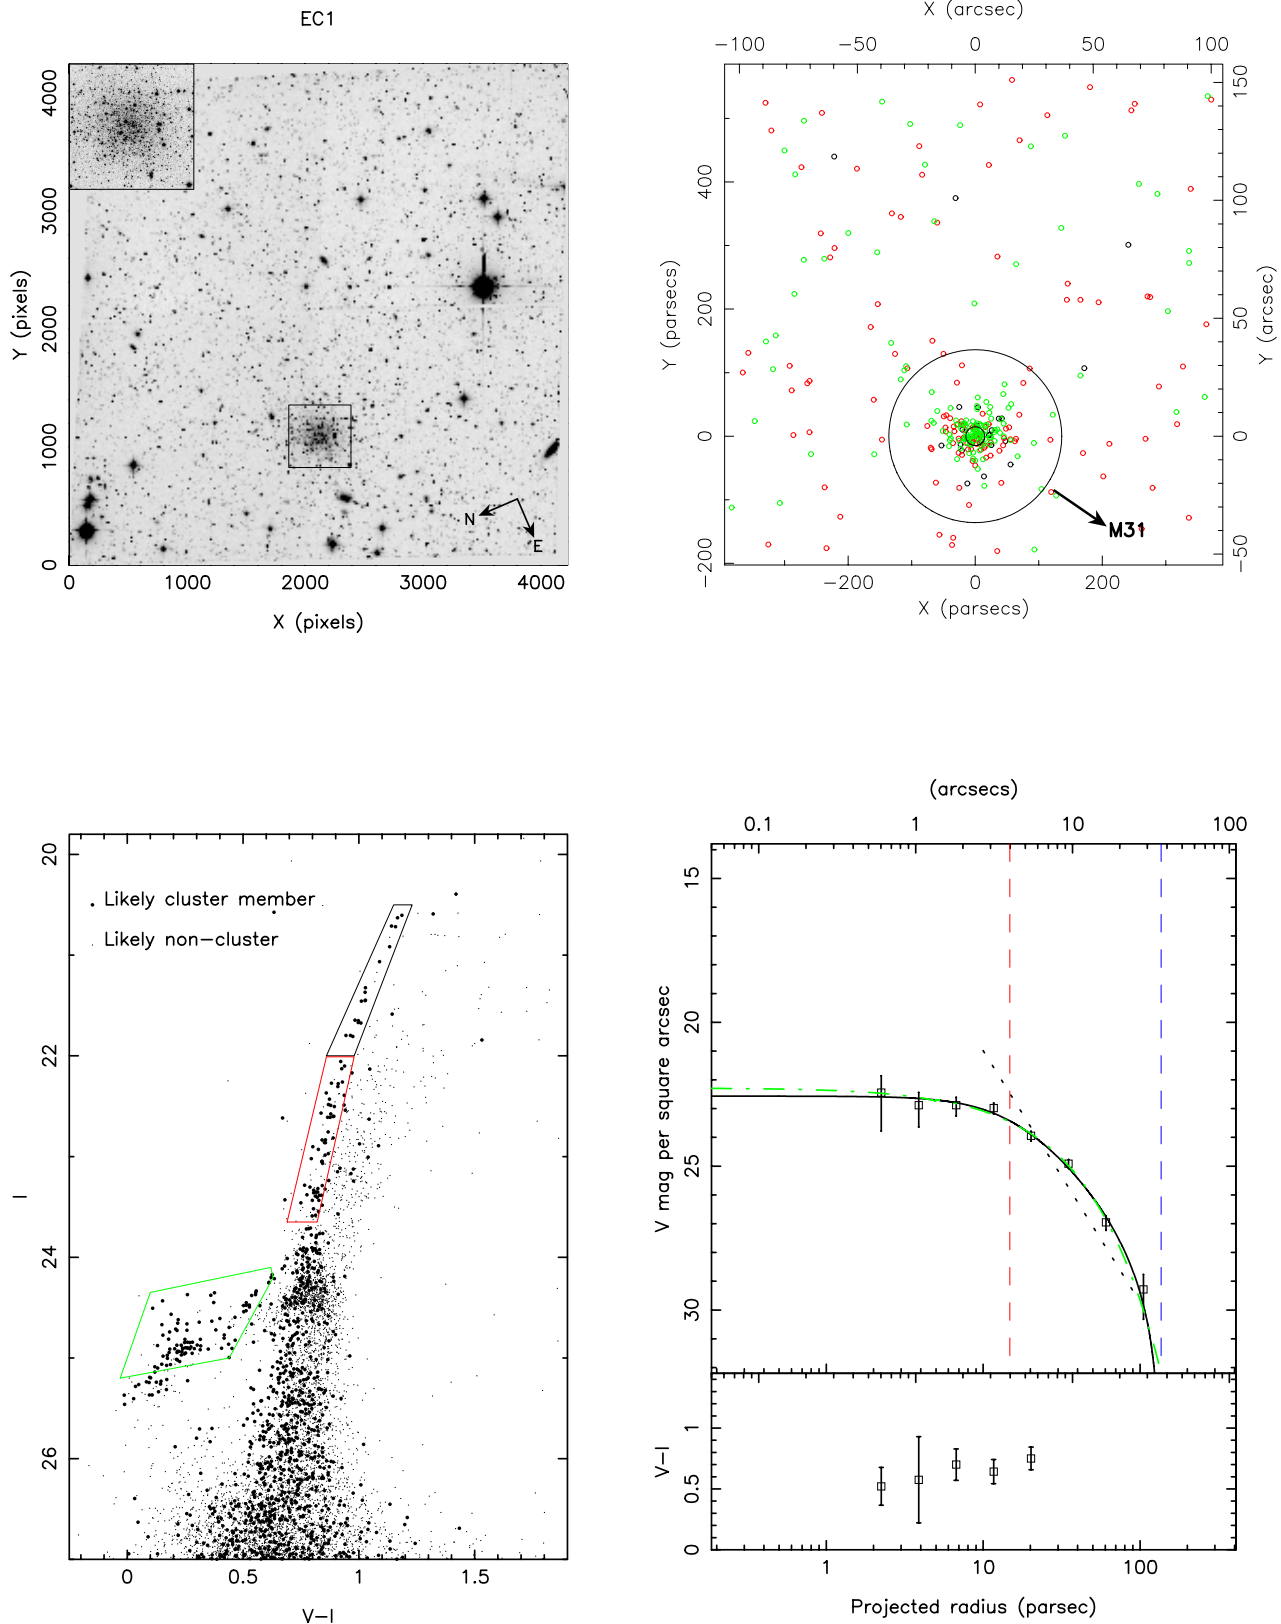 EC1
Y (pixels)
4000
3000
2000
1000
0
N
E
0 1000 2000 3000 4000
X (pixels)
X (arcsec)
−100 −50 0 50 100
Y (parsecs)
400
200
0
−200
150
100
50
0
−50
Y (arcsec)
M31
−200 0 200
X (parsecs)
20
22
24
26
I
Likely cluster member
Likely non−cluster
0 0.5 1 1.5
V−I
(arcsecs)
0.1 1 10 100
V mag per square arcsec
15
20
25
30
V−I
1
0.5
0
1 10 100
Projected radius (parsec)